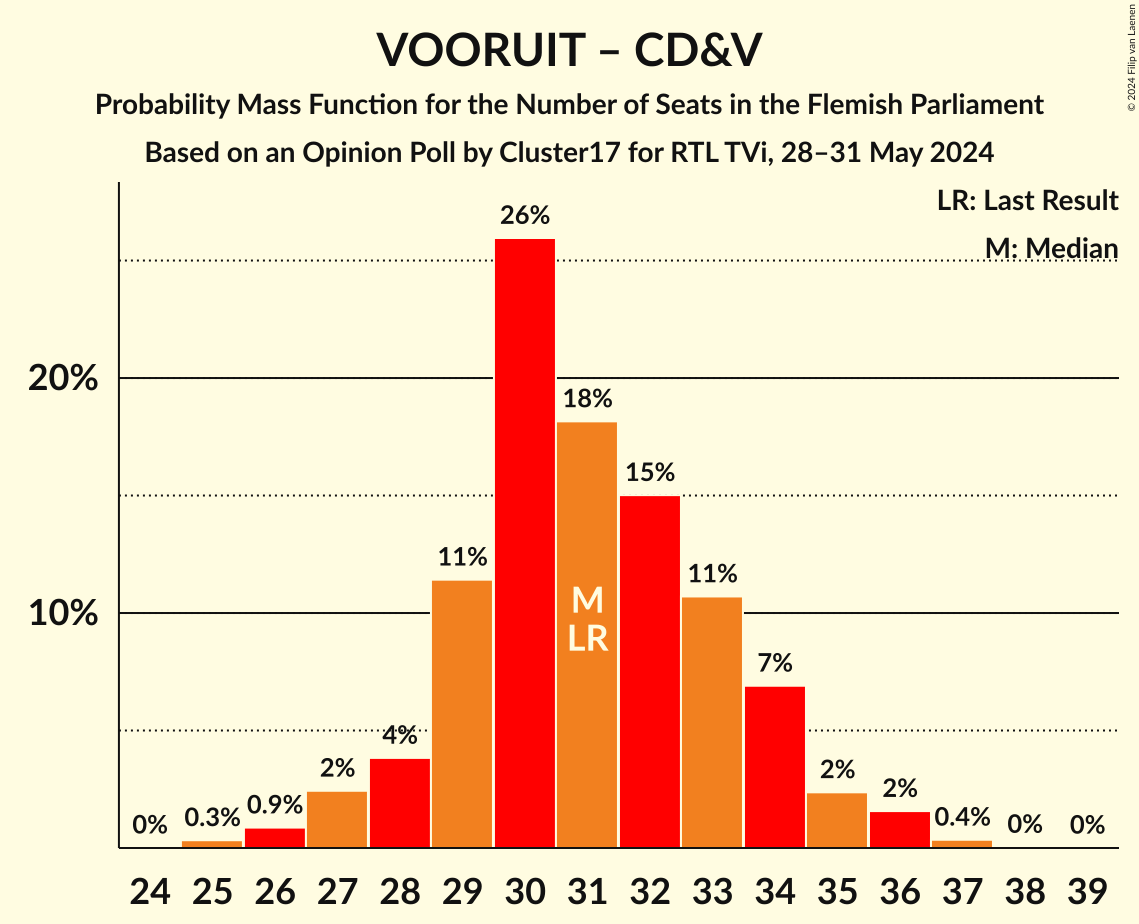 VOORUIT – CD&V
Probability Mass Function for the Number of Seats in the Flemish Parliament
Based on an Opinion Poll by Cluster17 for RTL TVi, 28–31 May 2024
© 2024 Filip van Laenen
LR: Last Result
M: Median
20%
10%
0%
0.3%
0.9%
2%
4%
11%
26%
18%
15%
11%
7%
2%
2%
0.4%
0%
0%
M
LR
24 25 26 27 28 29 30 31 32 33 34 35 36 37 38 39